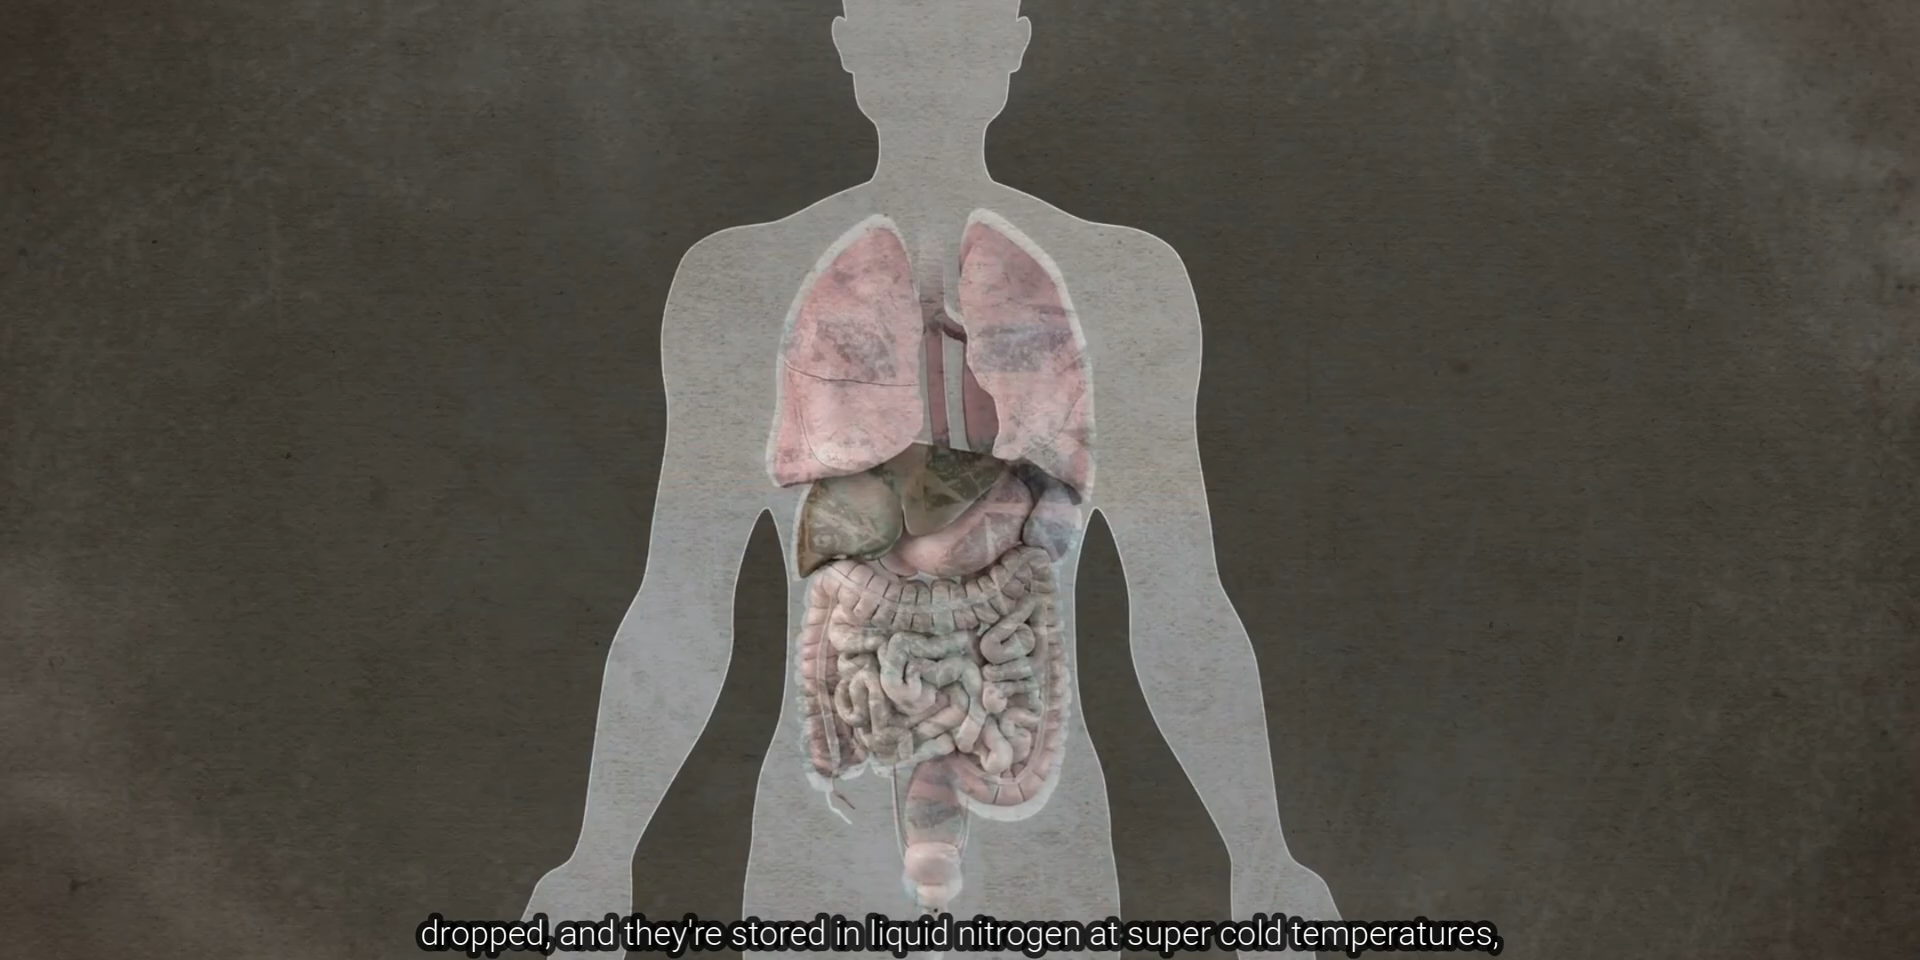 dropped, and they're stored in liquid nitrogen at super cold temperatures,